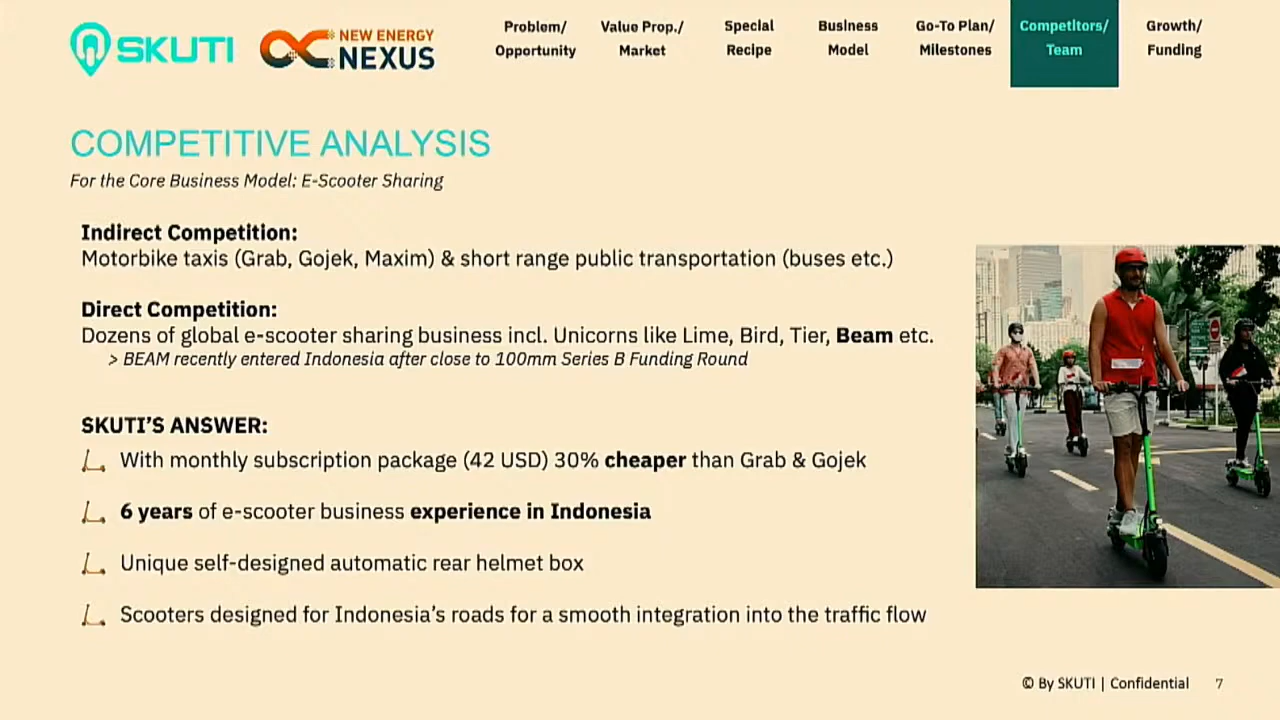 SKUTI
NEW ENERGY
NEXUS
Problem/
Opportunity
Value Prop./
Market
Special
Recipe
Business
Model
Go-To Plan/
Milestones
Competitors/
Team
Growth/
Funding
COMPETITIVE ANALYSIS
For the Core Business Model: E-Scooter Sharing
Indirect Competition:
Motorbike taxis (Grab, Gojek, Maxim) & short range public transportation (buses etc.)
Direct Competition:
Dozens of global e-scooter sharing business incl. Unicorns like Lime, Bird, Tier, Beam etc.
> BEAM recently entered Indonesia after close to 100mm Series B Funding Round
SKUTI'S ANSWER:
With monthly subscription package (42 USD) 30% cheaper than Grab & Gojek
6 years of e-scooter business experience in Indonesia
Unique self-designed automatic rear helmet box
Scooters designed for Indonesia's roads for a smooth integration into the traffic flow
© By SKUTI | Confidential 7